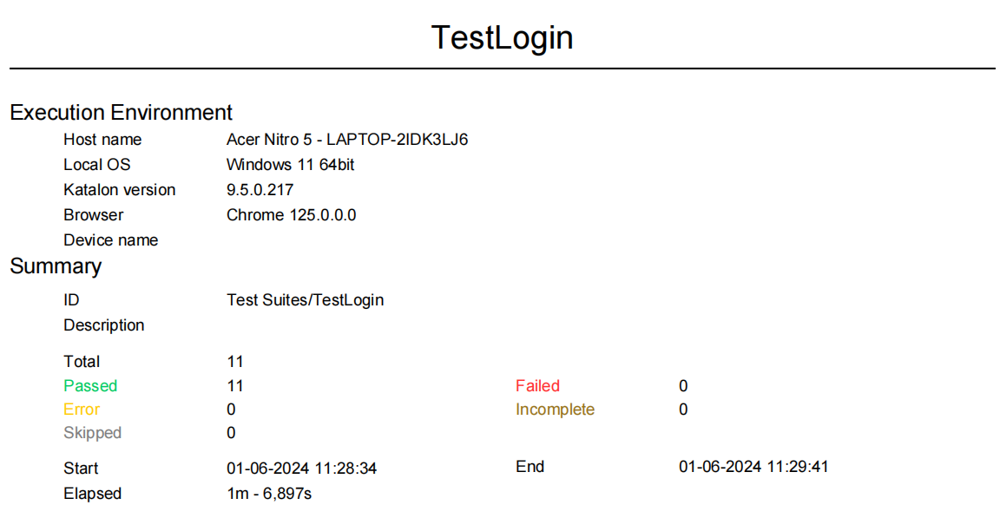 TestLogin
Execution Environment
Host name Acer Nitro 5 - LAPTOP-2IDK3LJ6
Local OS Windows 11 64bit
Katalon version 9.5.0.217
Browser Chrome 125.0.0.0
Device name
Summary
ID Test Suites/TestLogin
Description
Total 11
Passed 11 Failed 0
Error 0 Incomplete 0
Skipped 0
Start 01-06-2024 11:28:34 End 01-06-2024 11:29:41
Elapsed 1m - 6,897s